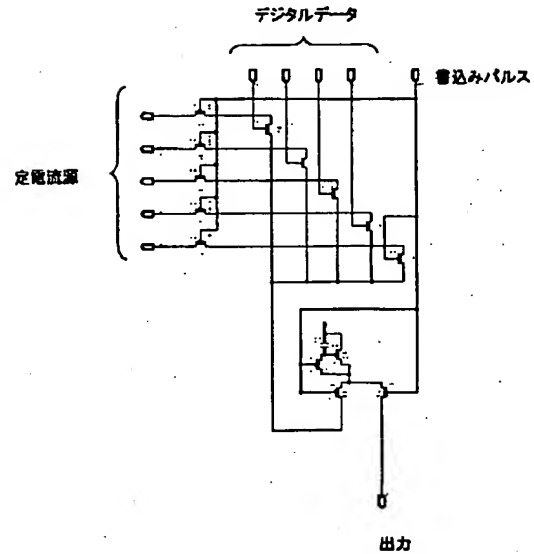 デジタルデータ
書込みパルス
定電流源
出力